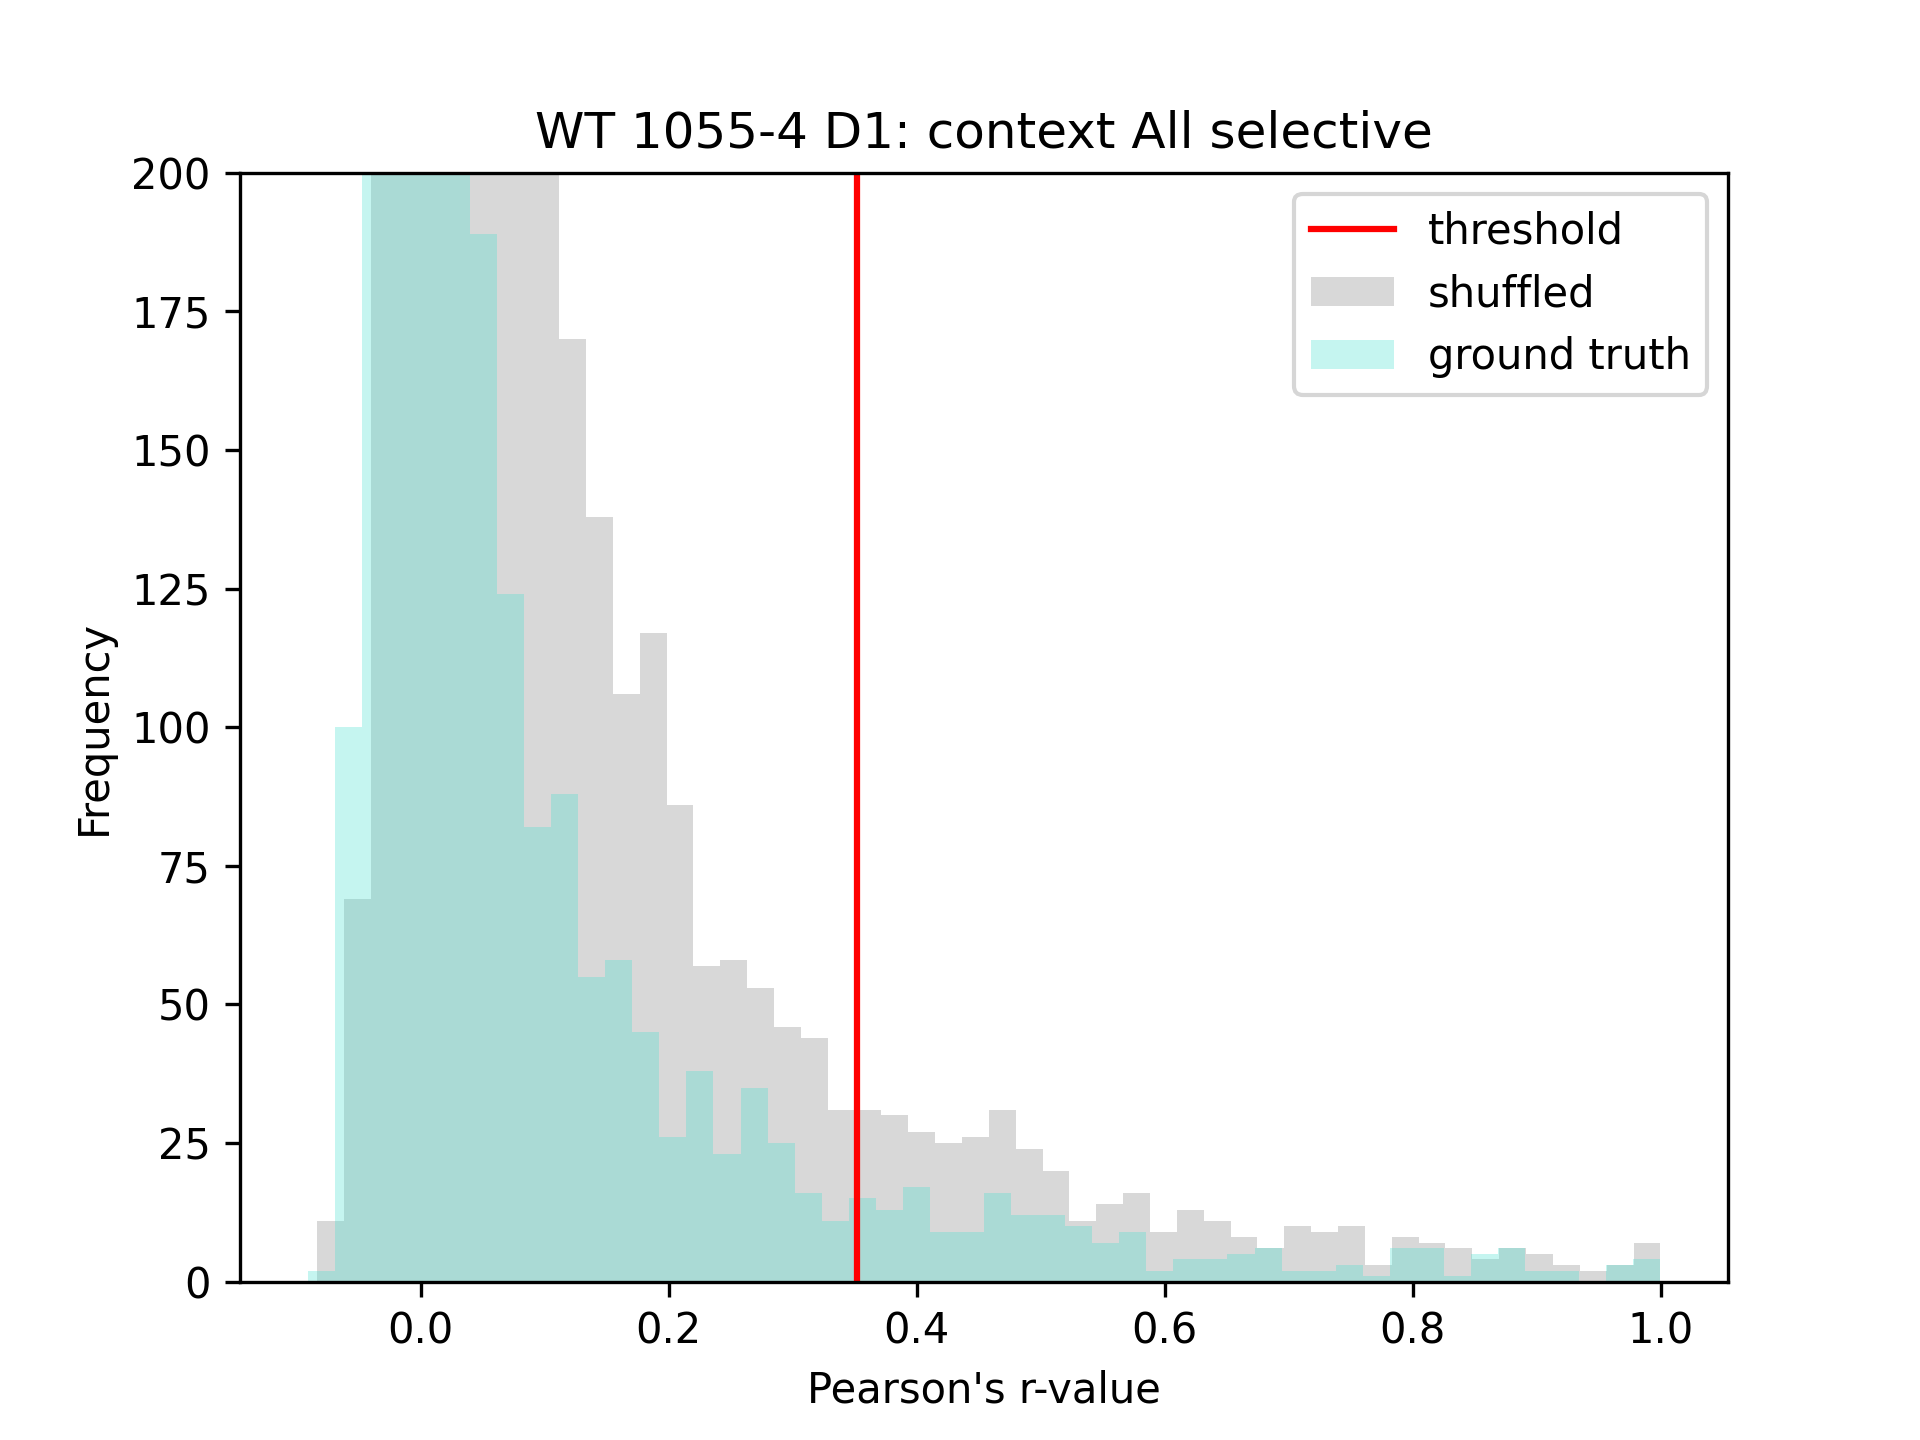 WT 1055-4 D1: context All selective
200
175
150
125
100
75
50
25
0
Frequency
threshold
shuffled
ground truth
0.0 0.2 0.4 0.6 0.8 1.0
Pearson's r-value